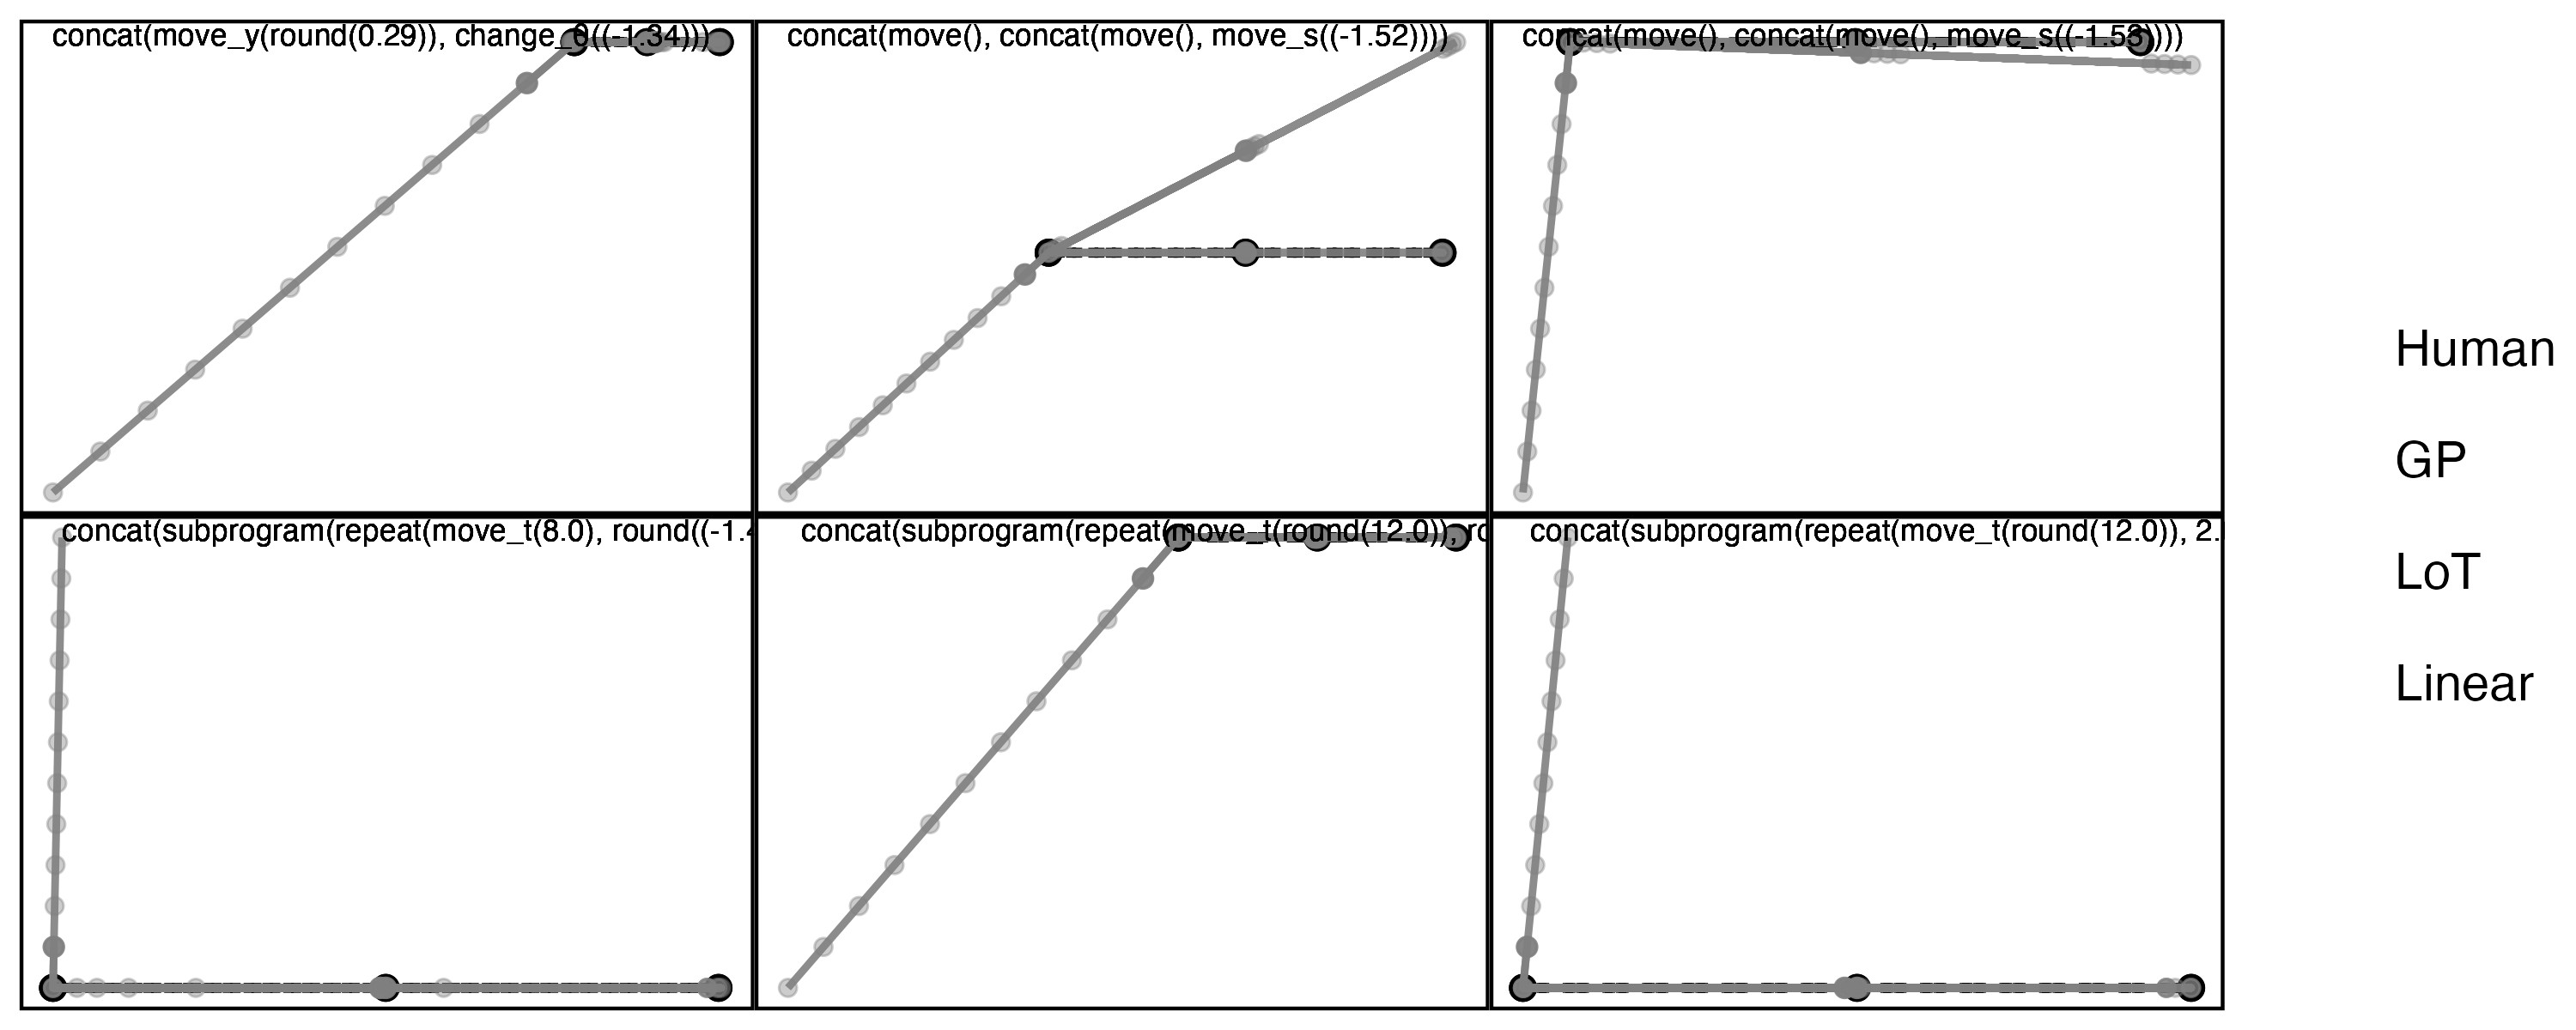 concat(move_y(round(0.29)), change_θ((-1.34)))
concat(move(), concat(move(), move_s((-1.52))))
concat(move(), concat(move(), move_s((-1.53))))
concat(subprogram(repeat(move_t(8.0), round((-1.4
concat(subprogram(repeat(move_t(round(12.0)), ro
concat(subprogram(repeat(move_t(round(12.0)), 2.
Human
GP
LoT
Linear